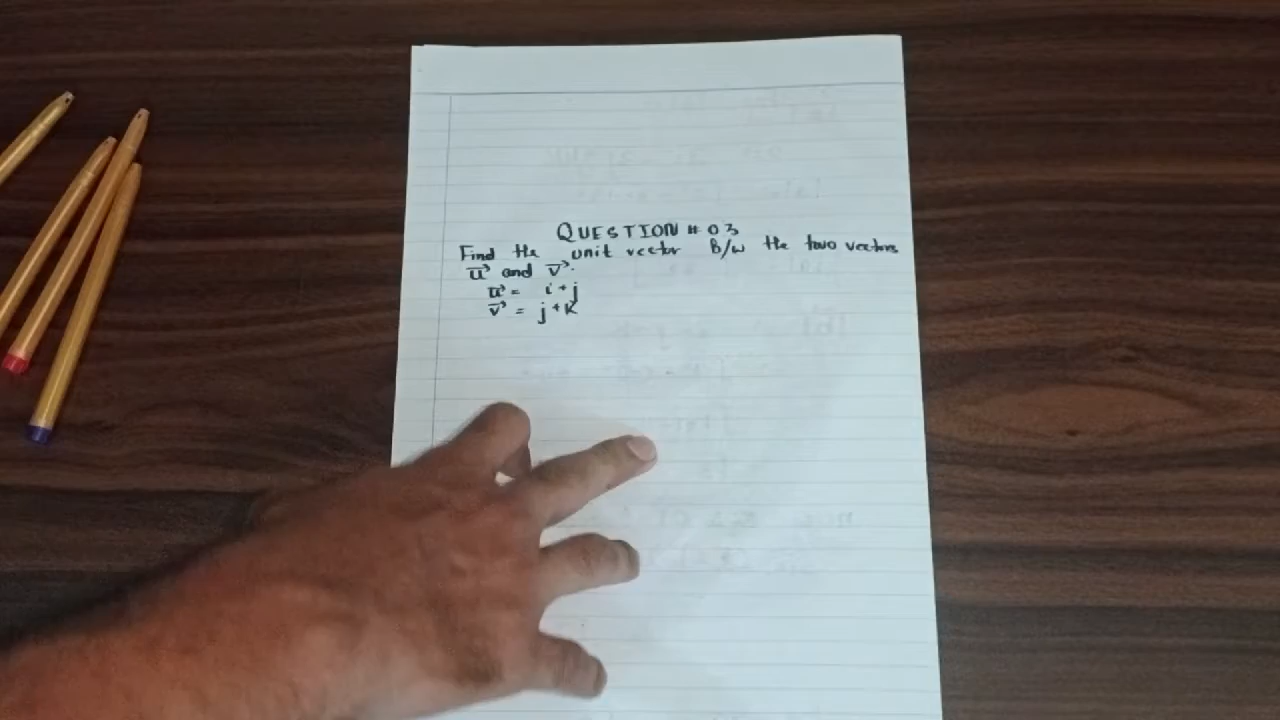 QUESTION # 03
Find the unit vector B/w the two vectors
u⃗ and v⃗.
u⃗ = i + j
v⃗ = j + k